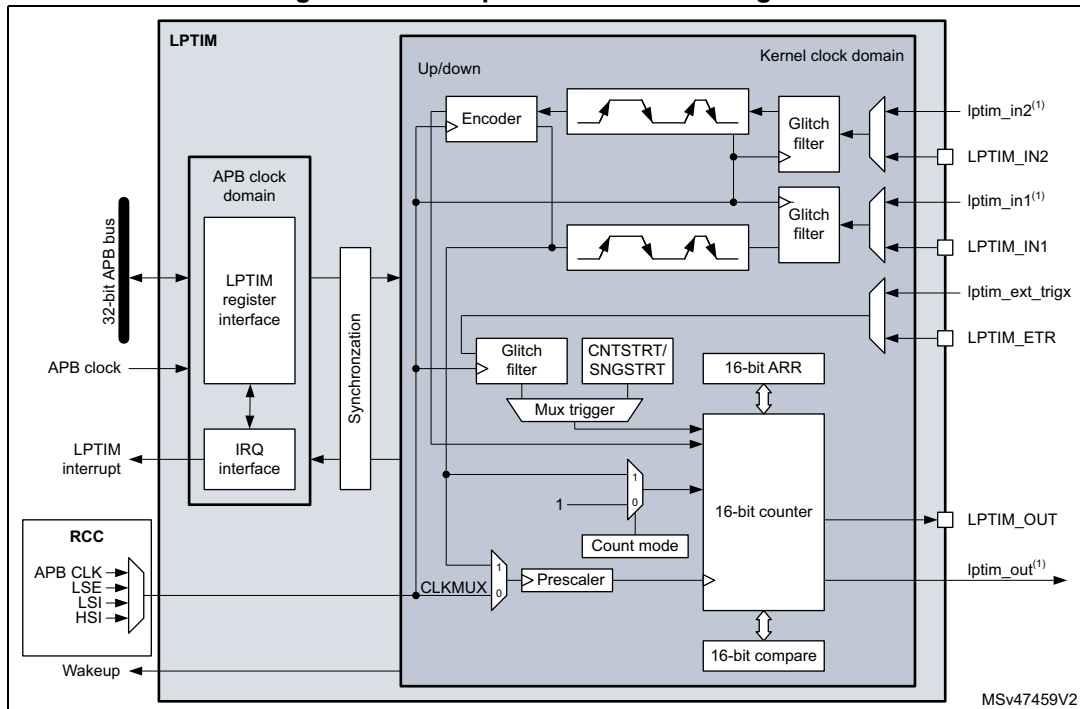 LPTIM
Kernel clock domain
Up/down
Encoder
Glitch
filter
lptim_in2(1)
LPTIM_IN2
APB clock
domain
Glitch
filter
lptim_in1(1)
LPTIM_IN1
32-bit APB bus
LPTIM
register
interface
Synchronzation
lptim_ext_trigx
LPTIM_ETR
Glitch
filter
CNTSTRT/
SNGSTRT
16-bit ARR
APB clock
Mux trigger
LPTIM
interrupt
IRQ
interface
1
0
1
16-bit counter
LPTIM_OUT
Count mode
RCC
APB CLK
LSE
LSI
HSI
CLKMUX
1
0
Prescaler
lptim_out(1)
16-bit compare
Wakeup
MSv47459V2